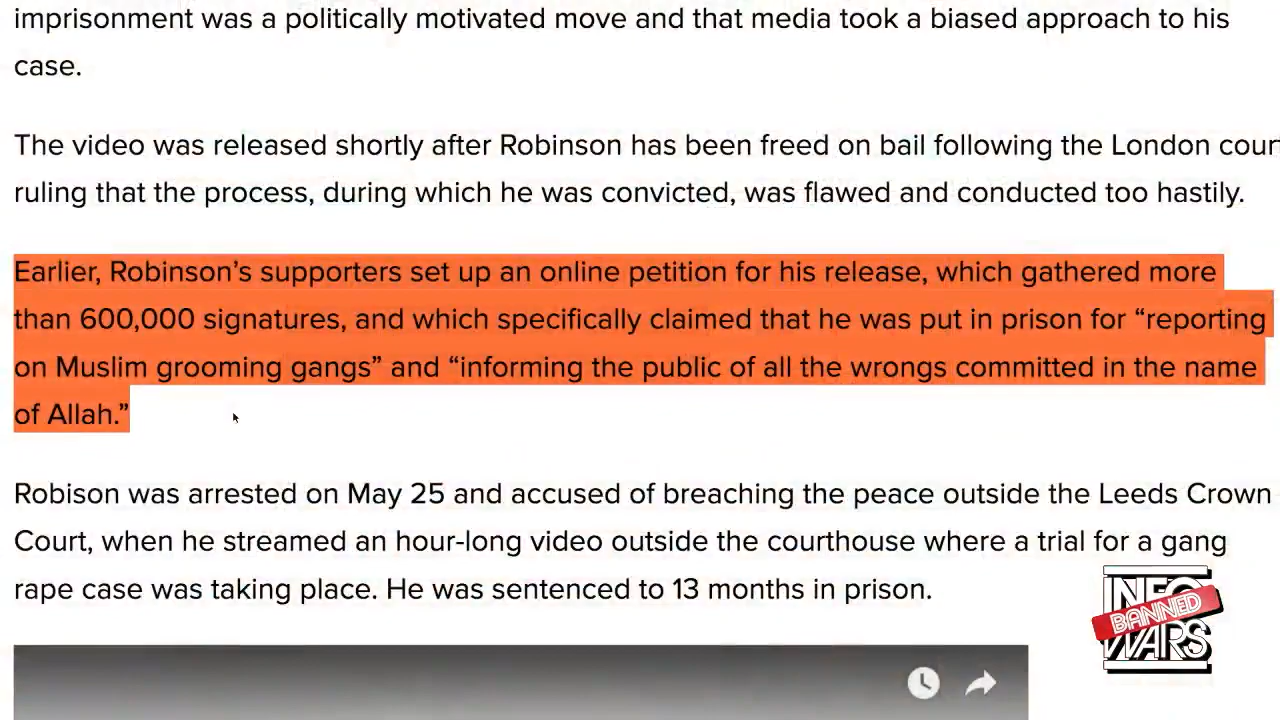 imprisonment was a politically motivated move and that media took a biased approach to his
case.
The video was released shortly after Robinson has been freed on bail following the London cour
ruling that the process, during which he was convicted, was flawed and conducted too hastily.
Earlier, Robinson’s supporters set up an online petition for his release, which gathered more
than 600,000 signatures, and which specifically claimed that he was put in prison for “reporting
on Muslim grooming gangs” and “informing the public of all the wrongs committed in the name
of Allah.”
Robison was arrested on May 25 and accused of breaching the peace outside the Leeds Crown
Court, when he streamed an hour-long video outside the courthouse where a trial for a gang
rape case was taking place. He was sentenced to 13 months in prison.
INFO
BANNED
WARS